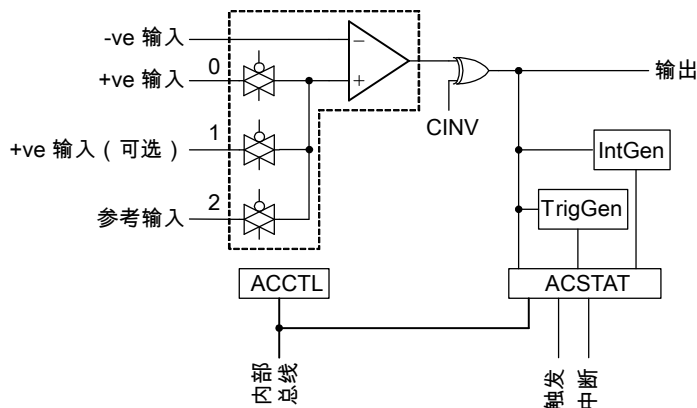 -ve 输入
+ve 输入
0
+ve 输入（可选）
1
参考输入
2
−
+
CINV
输出
IntGen
TrigGen
ACCTL
ACSTAT
内部
总线
触发
中断